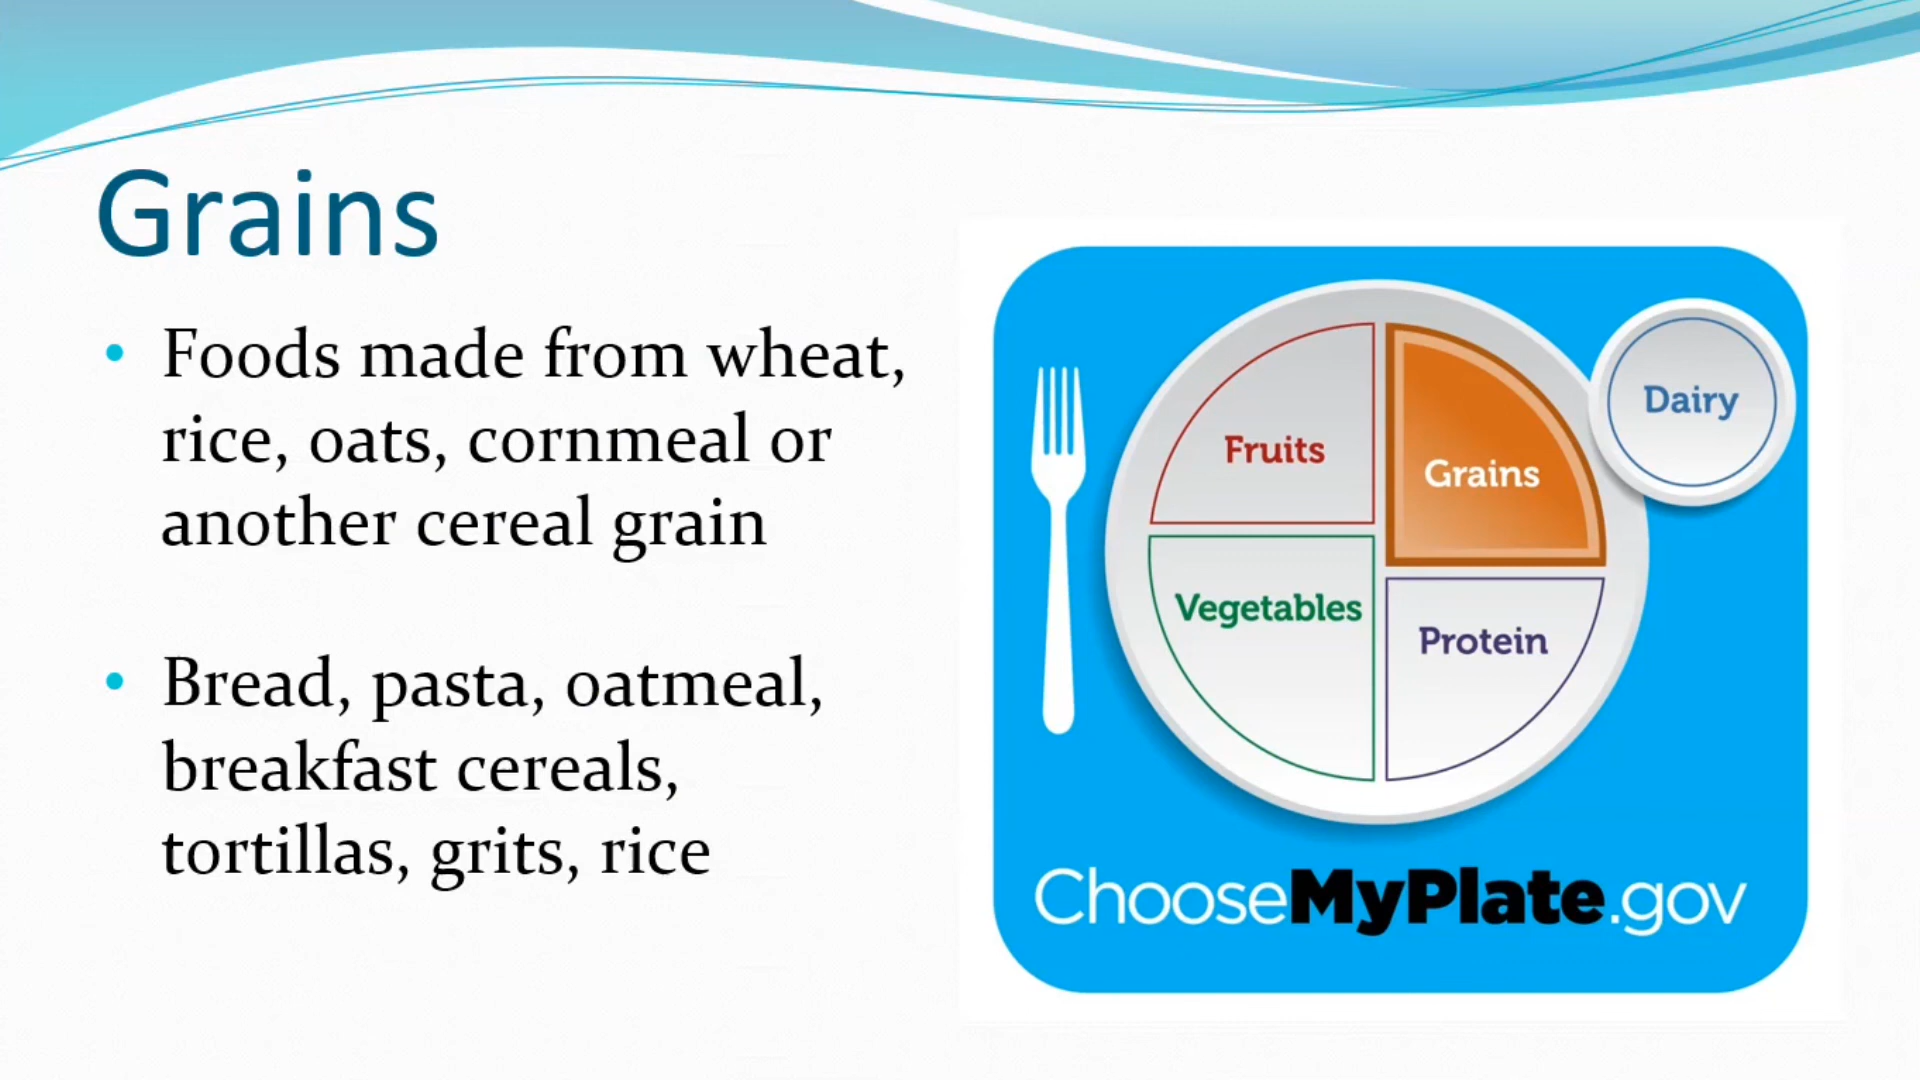 Grains
• Foods made from wheat,
rice, oats, cornmeal or
another cereal grain
• Bread, pasta, oatmeal,
breakfast cereals,
tortillas, grits, rice
Fruits
Grains
Dairy
Vegetables
Protein
ChooseMyPlate.gov